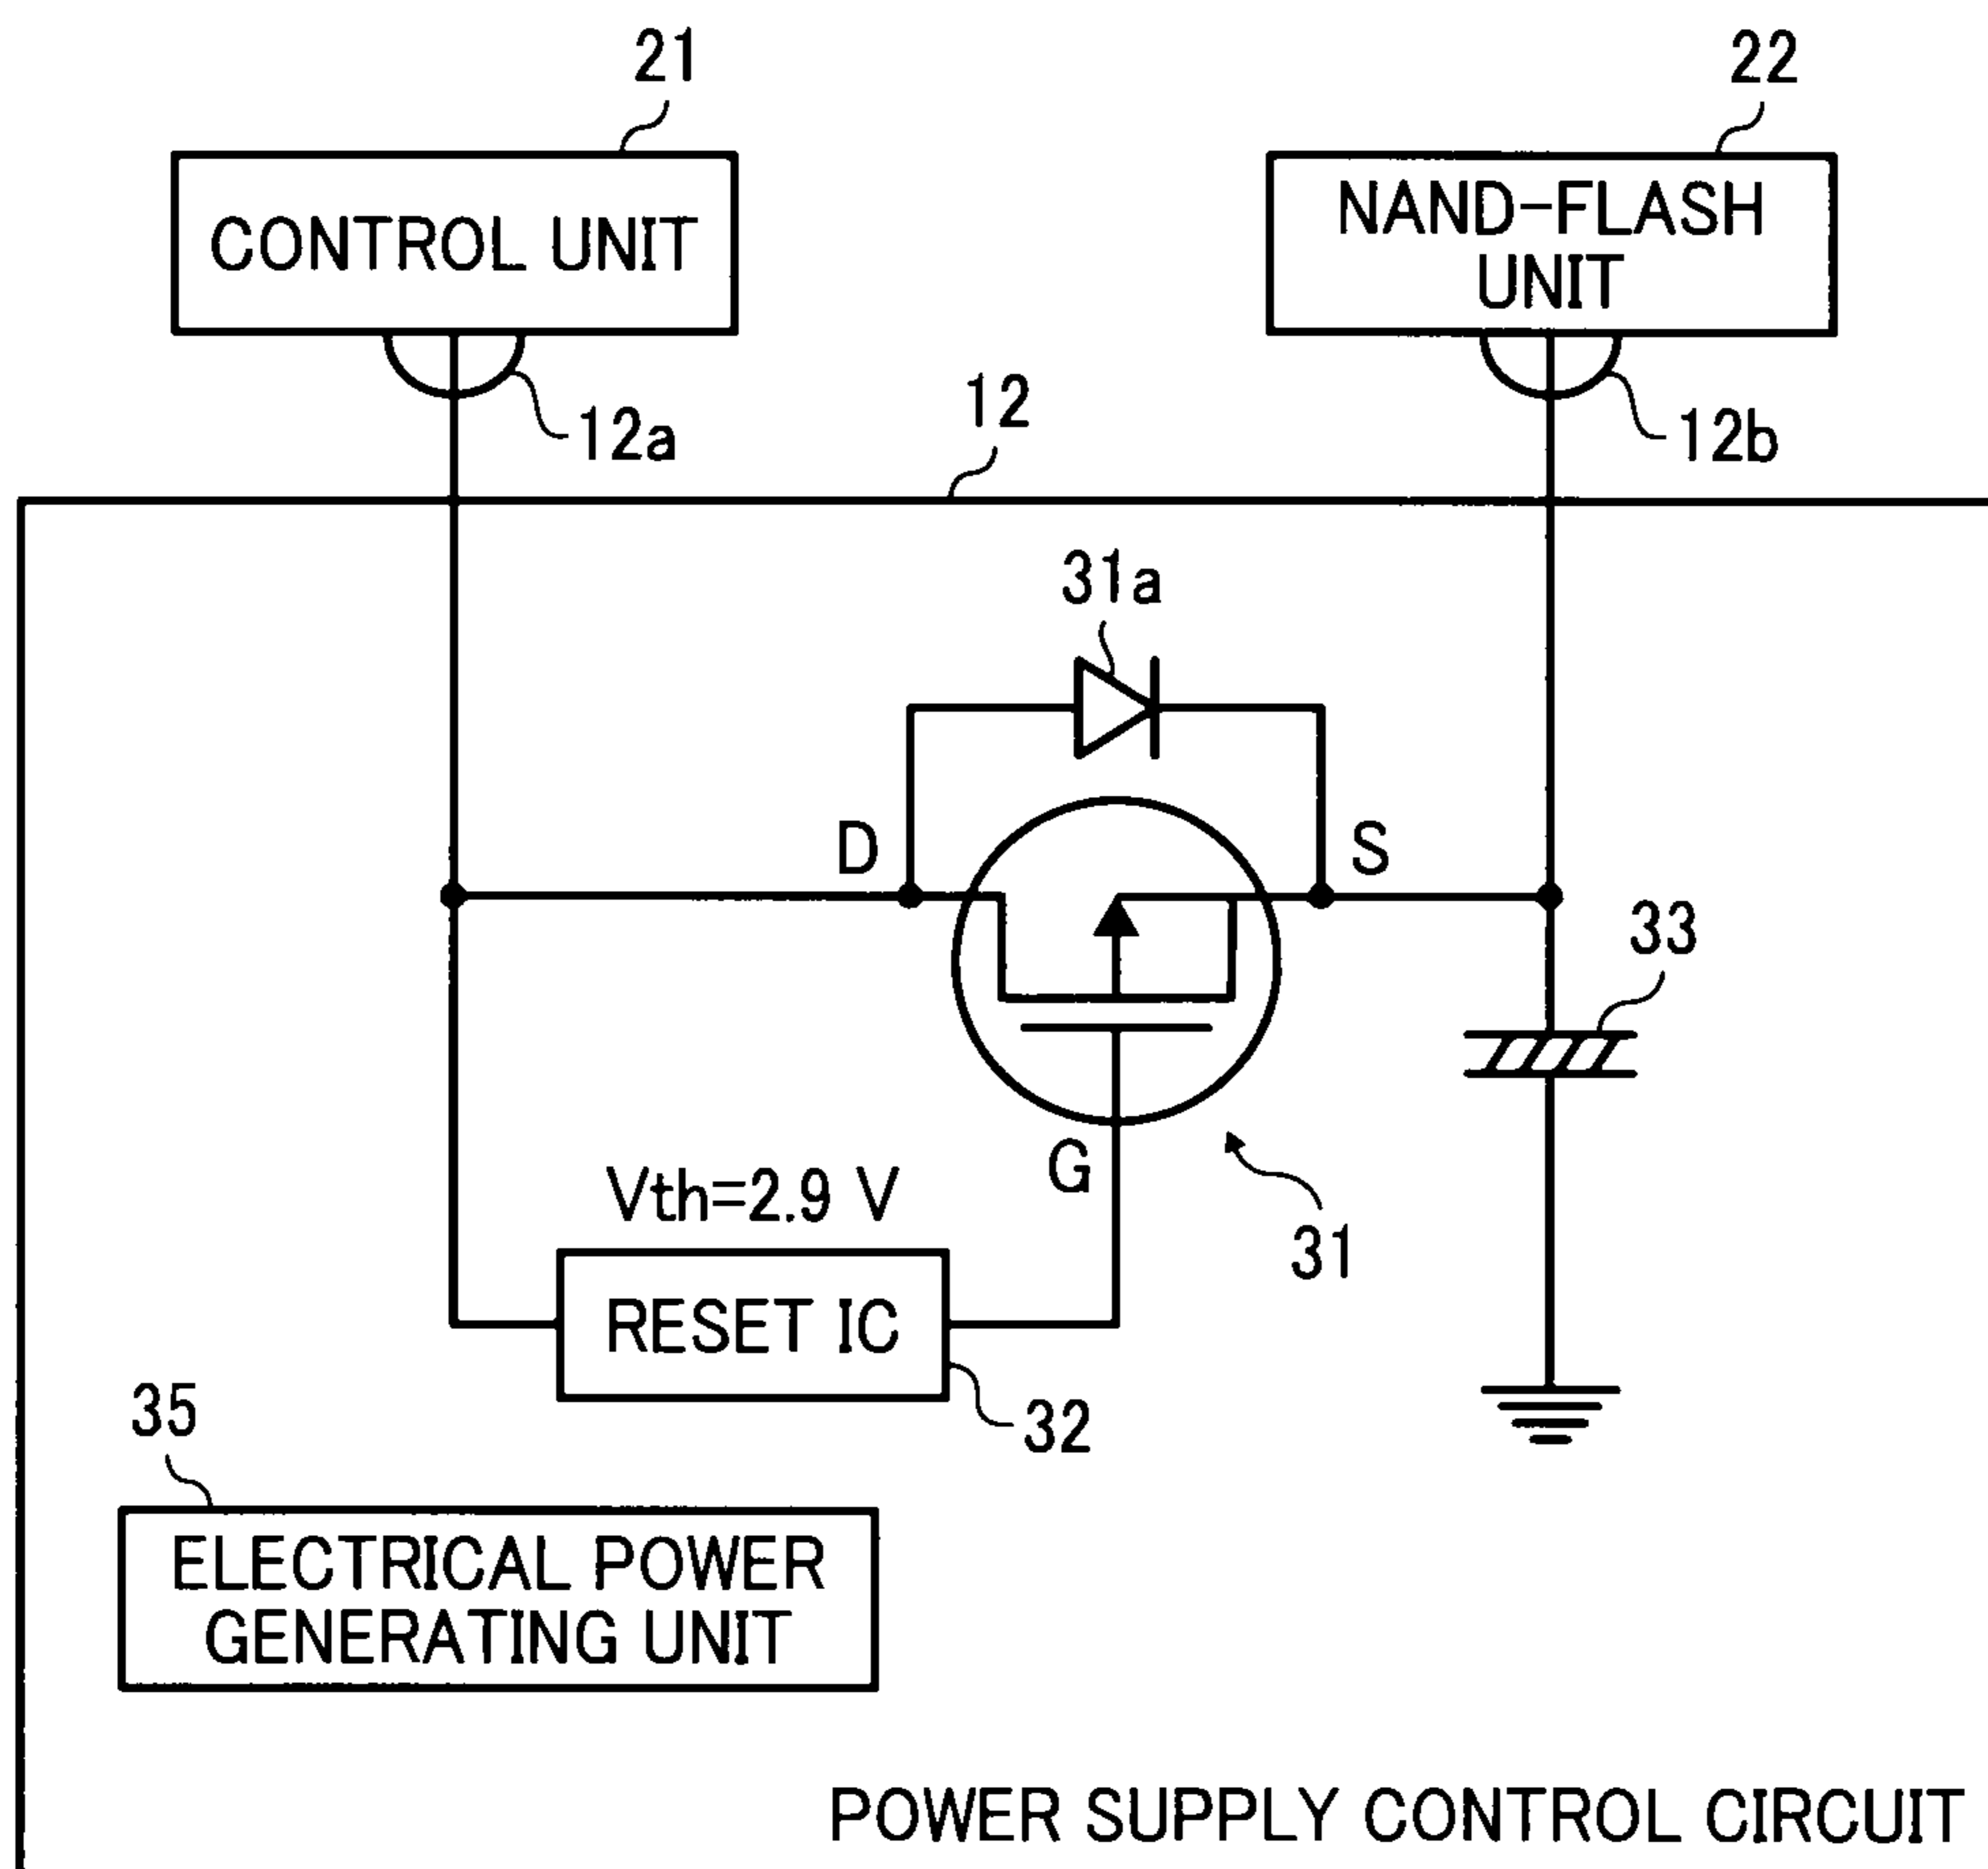 21
22
CONTROL UNIT
NAND-FLASH
UNIT
12
12a
12b
31a
D
S
33
G
Vth=2.9 V
31
RESET IC
35
32
ELECTRICAL POWER
GENERATING UNIT
POWER SUPPLY CONTROL CIRCUIT